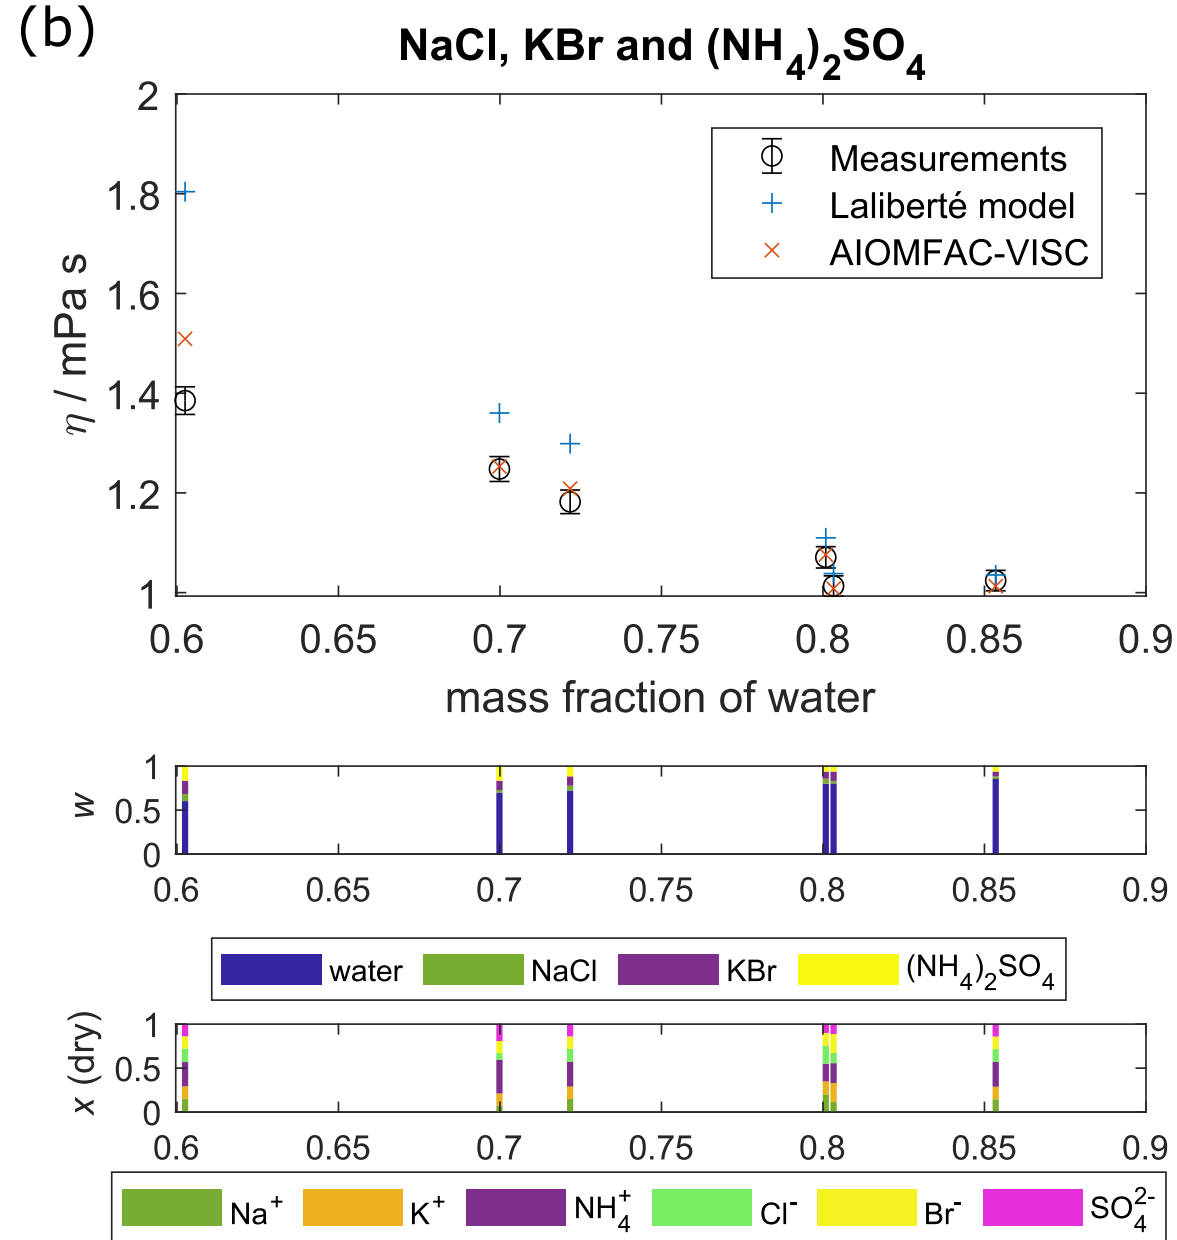 (b)
NaCl, KBr and (NH₄)₂SO₄
2
1.8
1.6
1.4
1.2
1
η / mPa s
Measurements
Laliberté model
AIOMFAC-VISC
0.6 0.65 0.7 0.75 0.8 0.85 0.9
mass fraction of water
1
0.5
0
w
0.6 0.65 0.7 0.75 0.8 0.85 0.9
water NaCl KBr (NH₄)₂SO₄
1
0.5
0
x (dry)
0.6 0.65 0.7 0.75 0.8 0.85 0.9
Na⁺ K⁺ NH₄⁺ Cl⁻ Br⁻ SO₄²⁻